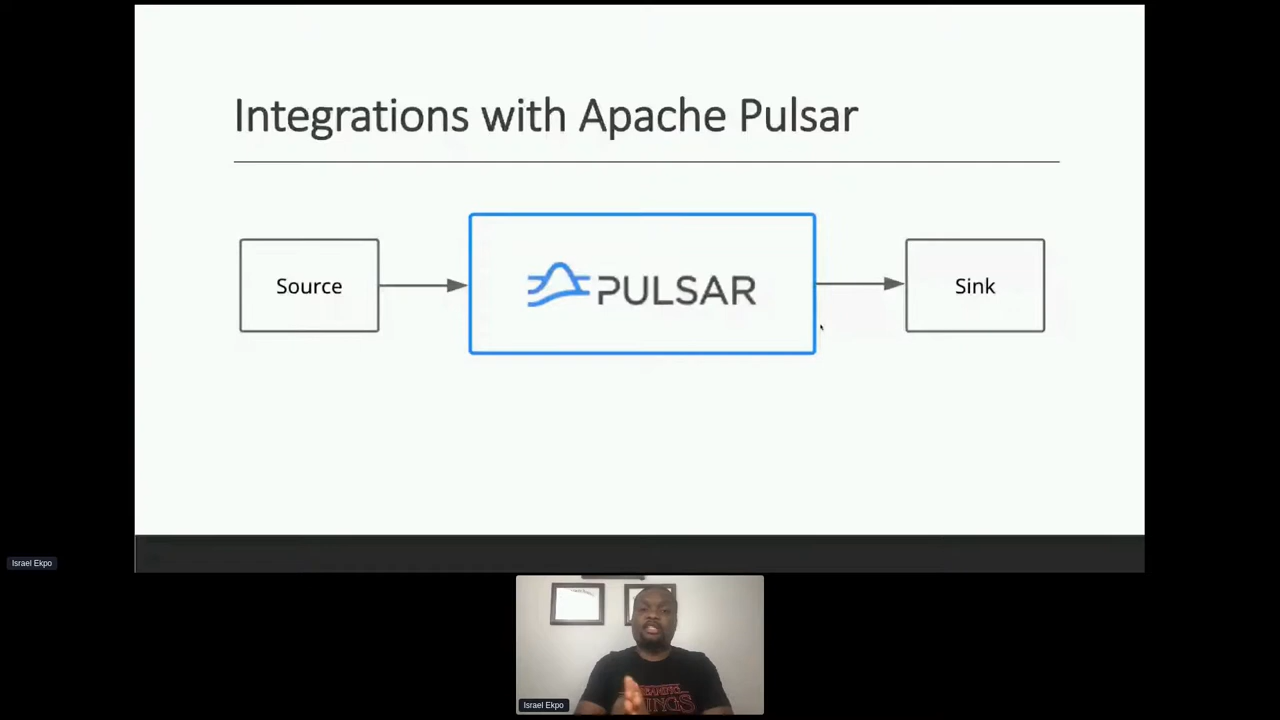 Integrations with Apache Pulsar
Source
PULSAR
Sink
Israel Ekpo
Israel Ekpo